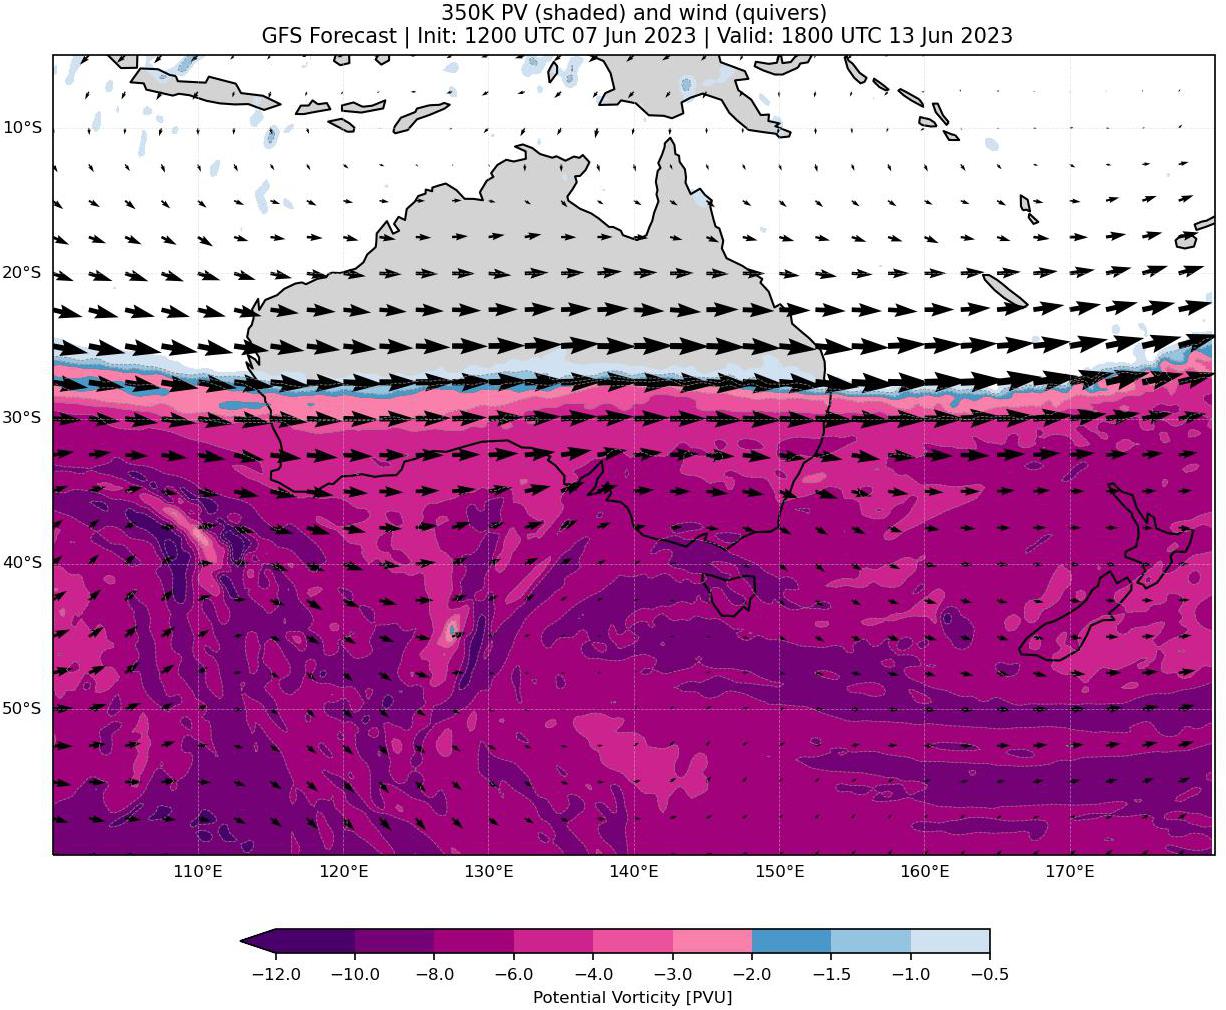 350K PV (shaded) and wind (quivers)
GFS Forecast | Init: 1200 UTC 07 Jun 2023 | Valid: 1800 UTC 13 Jun 2023
10°S
20°S
30°S
40°S
50°S
110°E 120°E 130°E 140°E 150°E 160°E 170°E
−12.0 −10.0 −8.0 −6.0 −4.0 −3.0 −2.0 −1.5 −1.0 −0.5
Potential Vorticity [PVU]